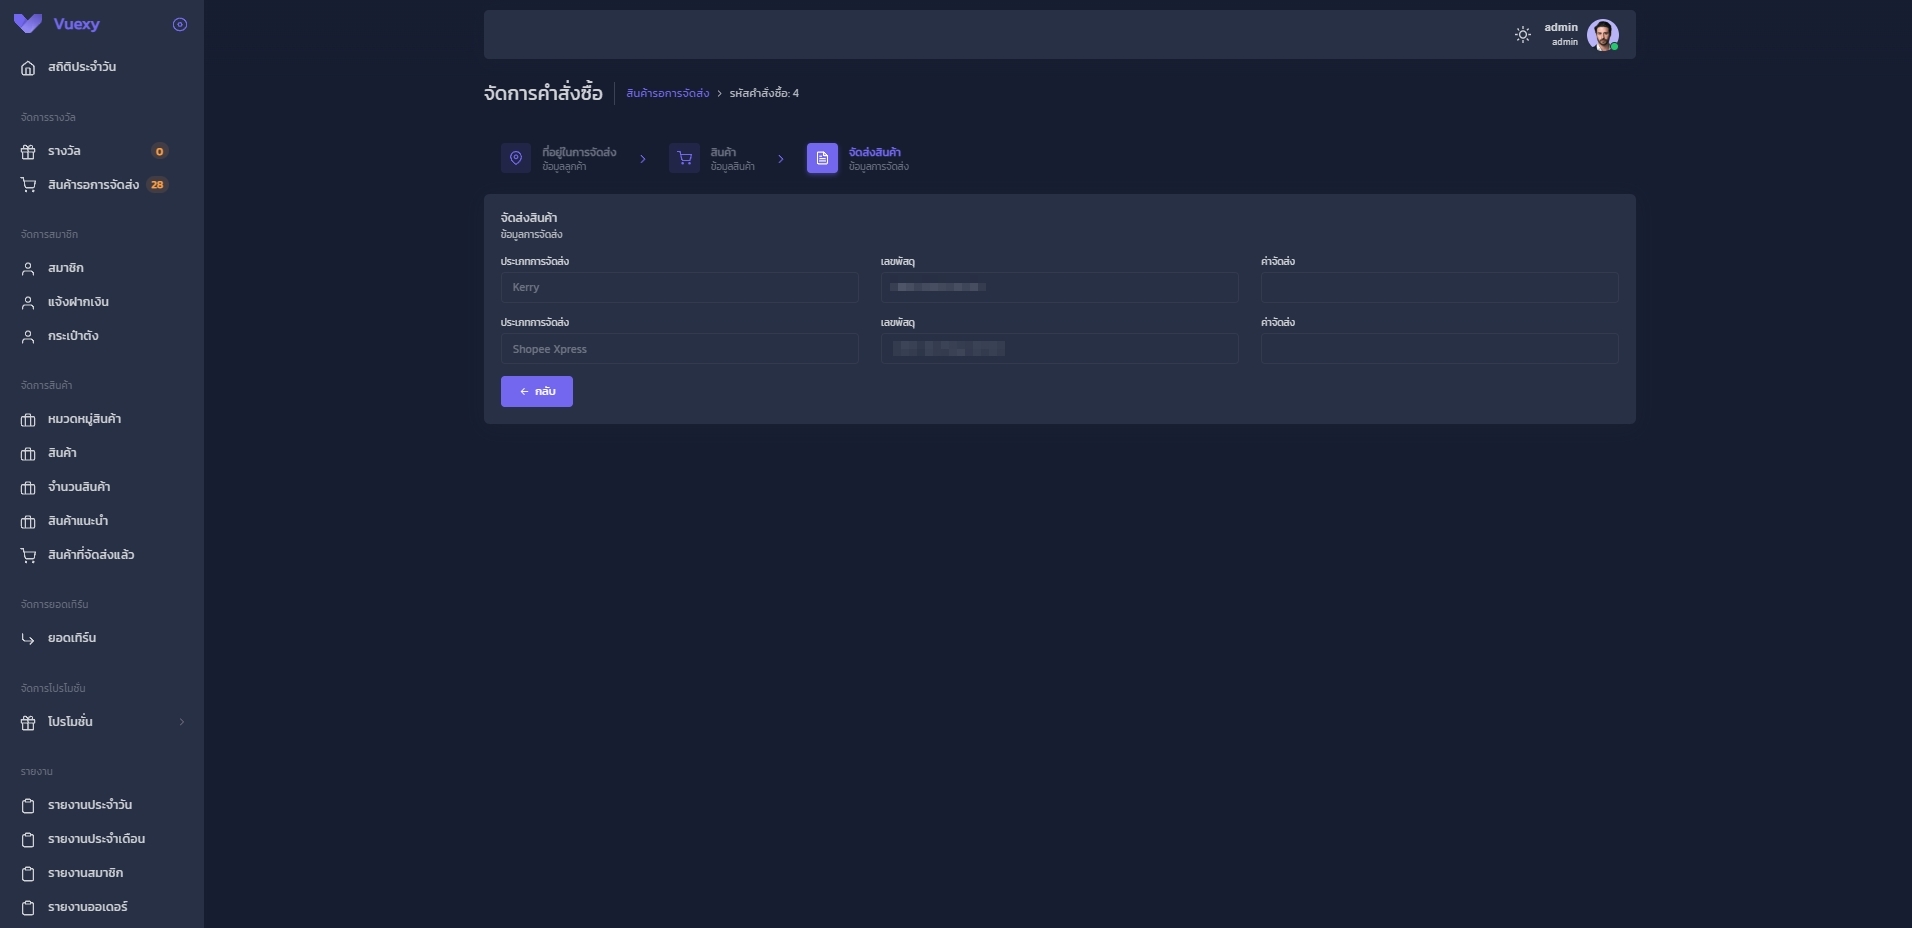 Vuexy
สถิติประจำวัน
จัดการรางวัล
รางวัล 0
สินค้ารอการจัดส่ง 28
จัดการสมาชิก
สมาชิก
แจ้งฝากเงิน
กระเป๋าตัง
จัดการสินค้า
หมวดหมู่สินค้า
สินค้า
จำนวนสินค้า
สินค้าแนะนำ
สินค้าที่จัดส่งแล้ว
จัดการยอดเทิร์น
ยอดเทิร์น
จัดการโปรโมชั่น
โปรโมชั่น
รายงาน
รายงานประจำวัน
รายงานประจำเดือน
รายงานสมาชิก
รายงานออเดอร์
admin
admin
จัดการคำสั่งซื้อ
สินค้ารอการจัดส่ง > รหัสคำสั่งซื้อ: 4
ที่อยู่ในการจัดส่ง
ข้อมูลลูกค้า
สินค้า
ข้อมูลสินค้า
จัดส่งสินค้า
ข้อมูลการจัดส่ง
จัดส่งสินค้า
ข้อมูลการจัดส่ง
ประเภทการจัดส่ง เลขพัสดุ ค่าจัดส่ง
Kerry
ประเภทการจัดส่ง เลขพัสดุ ค่าจัดส่ง
Shopee Xpress
← กลับ